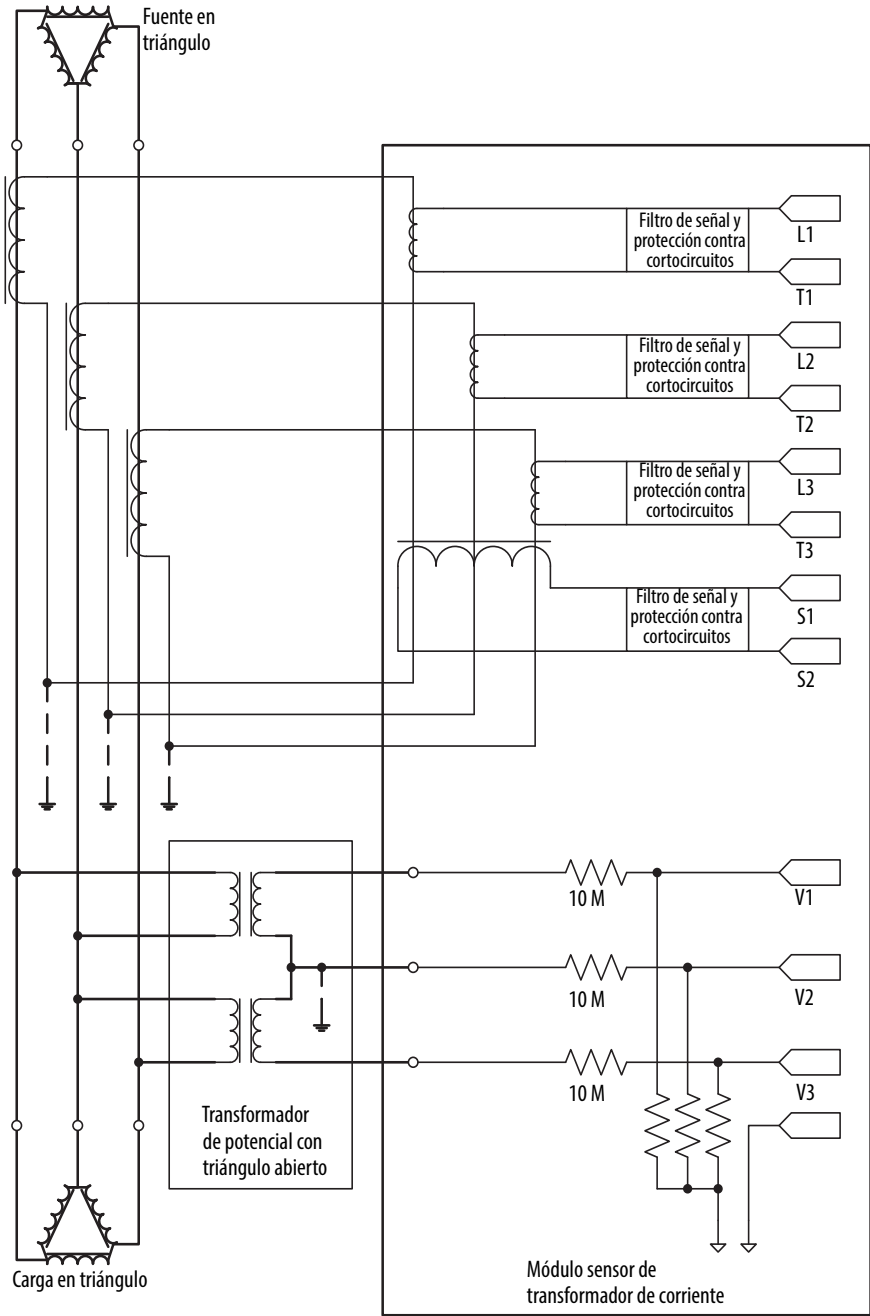 Fuente en
triángulo
Filtro de señal y
protección contra
cortocircuitos
L1
T1
Filtro de señal y
protección contra
cortocircuitos
L2
T2
Filtro de señal y
protección contra
cortocircuitos
L3
T3
Filtro de señal y
protección contra
cortocircuitos
S1
S2
10 M
V1
10 M
V2
10 M
V3
Transformador
de potencial con
triángulo abierto
Carga en triángulo
Módulo sensor de
transformador de corriente